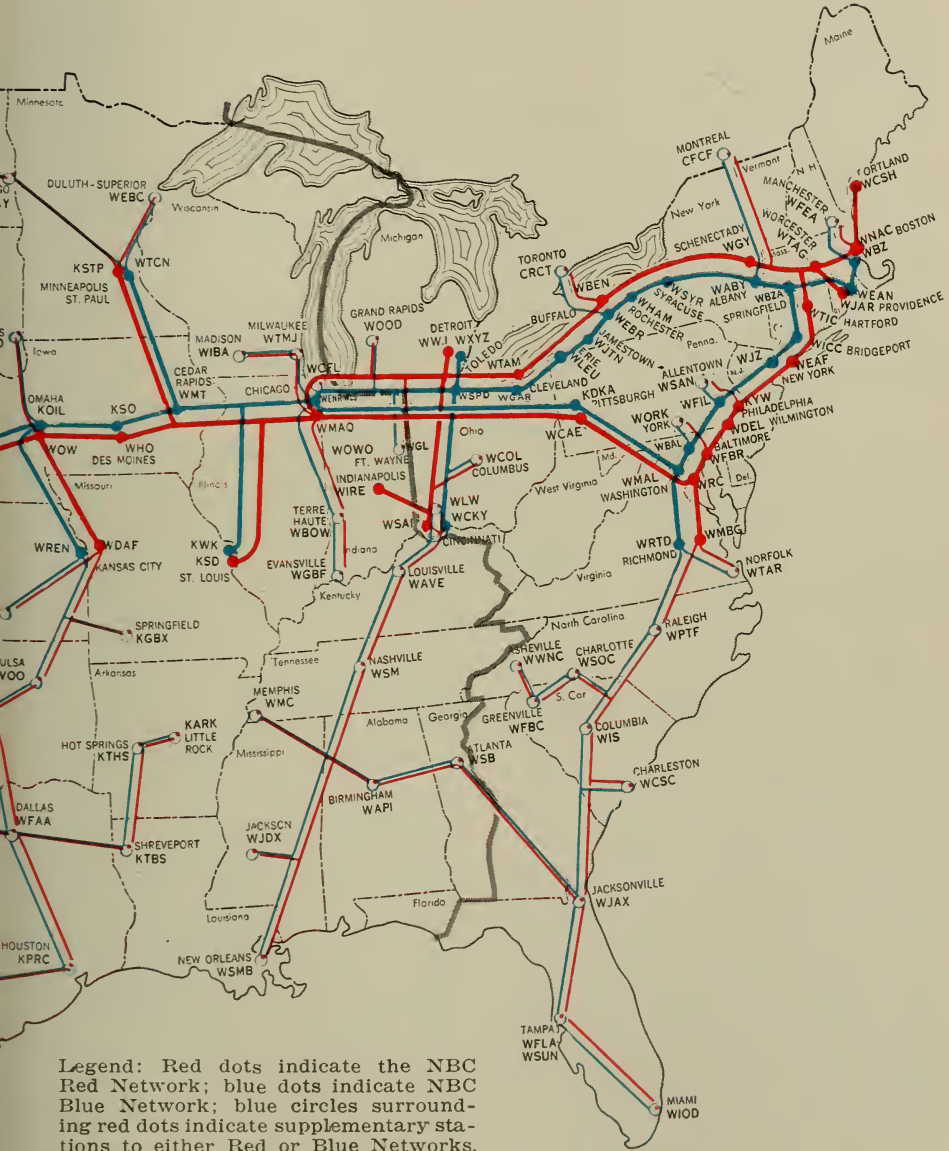 Maine
Minnesota
MONTREAL
CFCF
Vermont
N H
PORTLAND
WCSH
DULUTH-SUPERIOR
WEBC
Wisconsin
MANCHESTER
WFEA
New York
WORCESTER
WTAG
WNAC BOSTON
WBZ
Michigan
SCHENECTADY
WGY
Mass.
TORONTO
CRCT
KSTP
WTCN
MINNEAPOLIS
ST. PAUL
WBEN
WSYR
SYRACUSE
WABY
ALBANY
WBZA
SPRINGFIELD
WEAN
WJAR PROVIDENCE
WTIC HARTFORD
GRAND RAPIDS
WOOD
DETROIT
WWJ WXYZ
BUFFALO
WHAM
ROCHESTER
WEBR
MILWAUKEE
WTMJ
MADISON
WIBA
TOLEDO
WTAM
JAMESTOWN
WJTN
ERIE
WLEU
Penna.
WICC BRIDGEPORT
WJZ
WEAF
NEW YORK
Iowa
CEDAR
RAPIDS
WMT
WCFL
CHICAGO
WENR WLS
WSPD
WGAR
CLEVELAND
ALLENTOWN
WSAN
N.J.
OMAHA
KOIL
KSO
KDKA
PITTSBURGH
WFIL
KYW
PHILADELPHIA
WORK
YORK
WDEL WILMINGTON
WOW
WHO
DES MOINES
WMAQ
WOWO
WGL
FT. WAYNE
Ohio
WCAE
WBAL
BALTIMORE
WFBR
Md.
Del.
WCOL
COLUMBUS
INDIANAPOLIS
WIRE
West Virginia
WMAL
WASHINGTON
WRC
Missouri
Illinois
TERRE
HAUTE
WBOW
WLW
WSAI
WCKY
CINCINNATI
WREN
WDAF
KANSAS CITY
KWK
KSD
ST. LOUIS
EVANSVILLE
WGBF
Indiana
WRTD
RICHMOND
WMBG
NORFOLK
WTAR
LOUISVILLE
WAVE
Kentucky
Virginia
SPRINGFIELD
KGBX
North Carolina
RALEIGH
WPTF
Arkansas
Tennessee
NASHVILLE
WSM
ASHEVILLE
WWNC
CHARLOTTE
WSOC
ULSA
VOO
MEMPHIS
WMC
S. Car
GREENVILLE
WFBC
Alabama
Georgia
KARK
LITTLE
ROCK
HOT SPRINGS
KTHS
Mississippi
ATLANTA
WSB
COLUMBIA
WIS
CHARLESTON
WCSC
BIRMINGHAM
WAPI
DALLAS
WFAA
SHREVEPORT
KTBS
JACKSON
WJDX
JACKSONVILLE
WJAX
Louisiana
Florida
HOUSTON
KPRC
NEW ORLEANS
WSMB
TAMPA
WFLA
WSUN
MIAMI
WIOD
Legend: Red dots indicate the NBC
Red Network; blue dots indicate NBC
Blue Network; blue circles surround-
ing red dots indicate supplementary sta-
tions to either Red or Blue Networks.